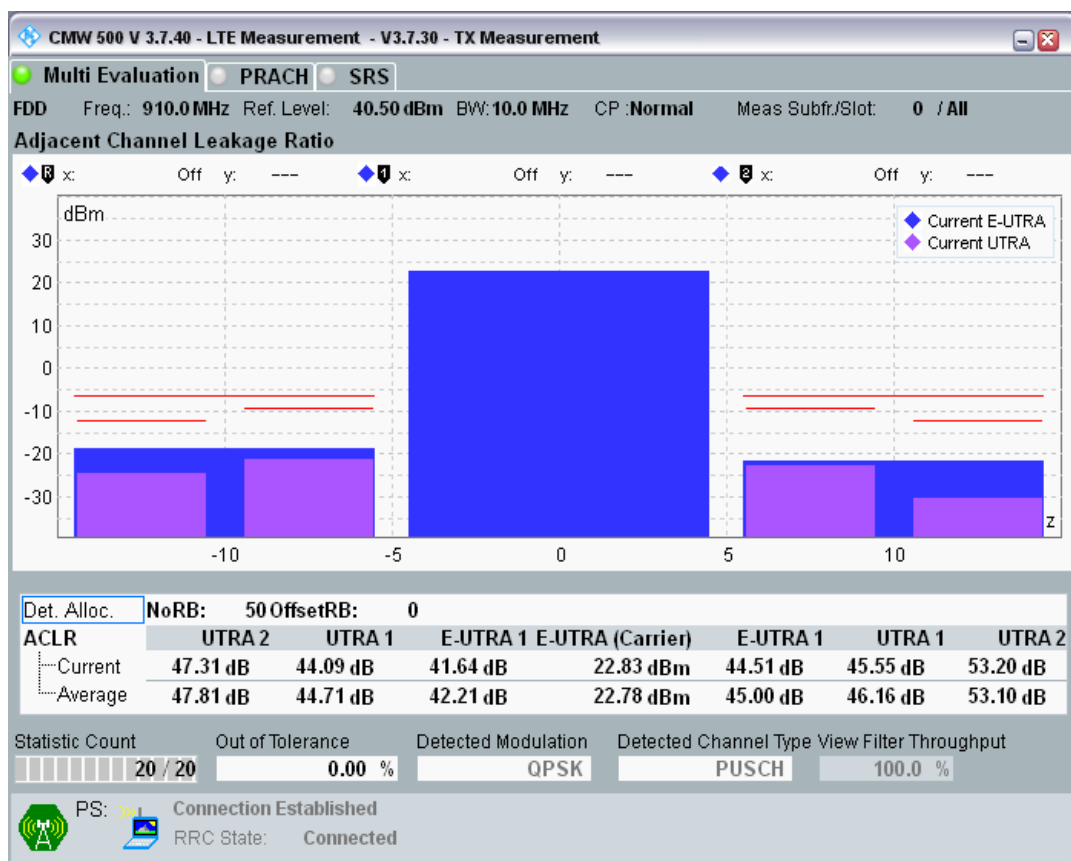 CMW 500 V 3.7.40 - LTE Measurement - V3.7.30 - TX Measurement
Multi Evaluation PRACH SRS
FDD Freq.: 910.0 MHz Ref. Level: 40.50 dBm BW: 10.0 MHz CP :Normal Meas Subfr./Slot: 0 / All
Adjacent Channel Leakage Ratio
R x: Off y: --- 1 x: Off y: --- 2 x: Off y: ---
dBm
Current E-UTRA
Current UTRA
30
20
10
0
-10
-20
-30
z
-10 -5 0 5 10
Det. Alloc. NoRB: 50 OffsetRB: 0
ACLR UTRA 2 UTRA 1 E-UTRA 1 E-UTRA (Carrier) E-UTRA 1 UTRA 1 UTRA 2
Current 47.31 dB 44.09 dB 41.64 dB 22.83 dBm 44.51 dB 45.55 dB 53.20 dB
Average 47.81 dB 44.71 dB 42.21 dB 22.78 dBm 45.00 dB 46.16 dB 53.10 dB
Statistic Count Out of Tolerance Detected Modulation Detected Channel Type View Filter Throughput
20 / 20 0.00 % QPSK PUSCH 100.0 %
PS: Connection Established
RRC State: Connected